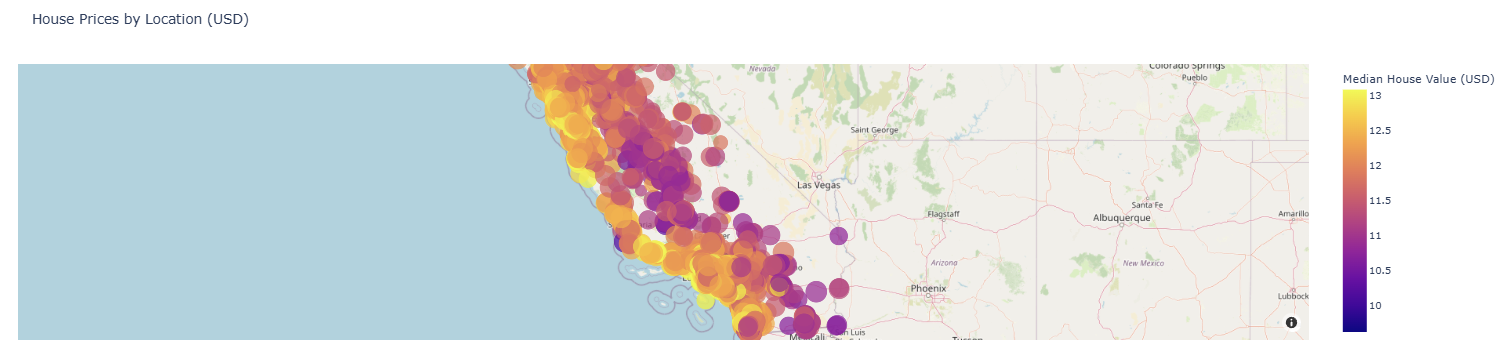 House Prices by Location (USD)
Nevada
Colorado Springs
Pueblo
Median House Value (USD)
13
12.5
12
11.5
11
10.5
10
Saint George
Las Vegas
Santa Fe
Flagstaff
Albuquerque
Amarillo
Arizona
New Mexico
Phoenix
Lubbock
San Luis
Tucson